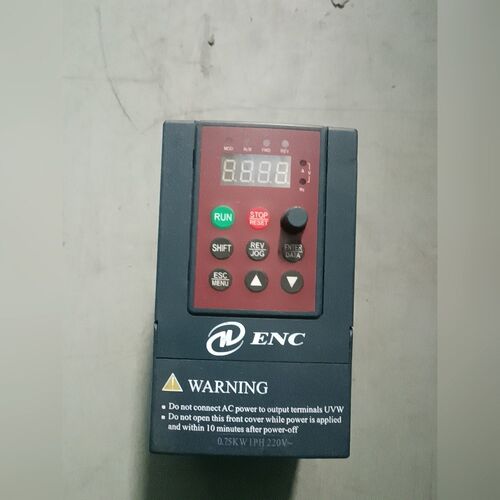 MOD N/R FWD REV
8.8.8.8.
A
V
Hz
RUN
STOP
RESET
SHIFT
REV
JOG
ENTER
DATA
ESC
MENU
ENC
WARNING
Do not connect AC power to output terminals UVW
Do not open this front cover while power is applied
and within 10 minutes after power-off
0.75KW 1PH 220V~